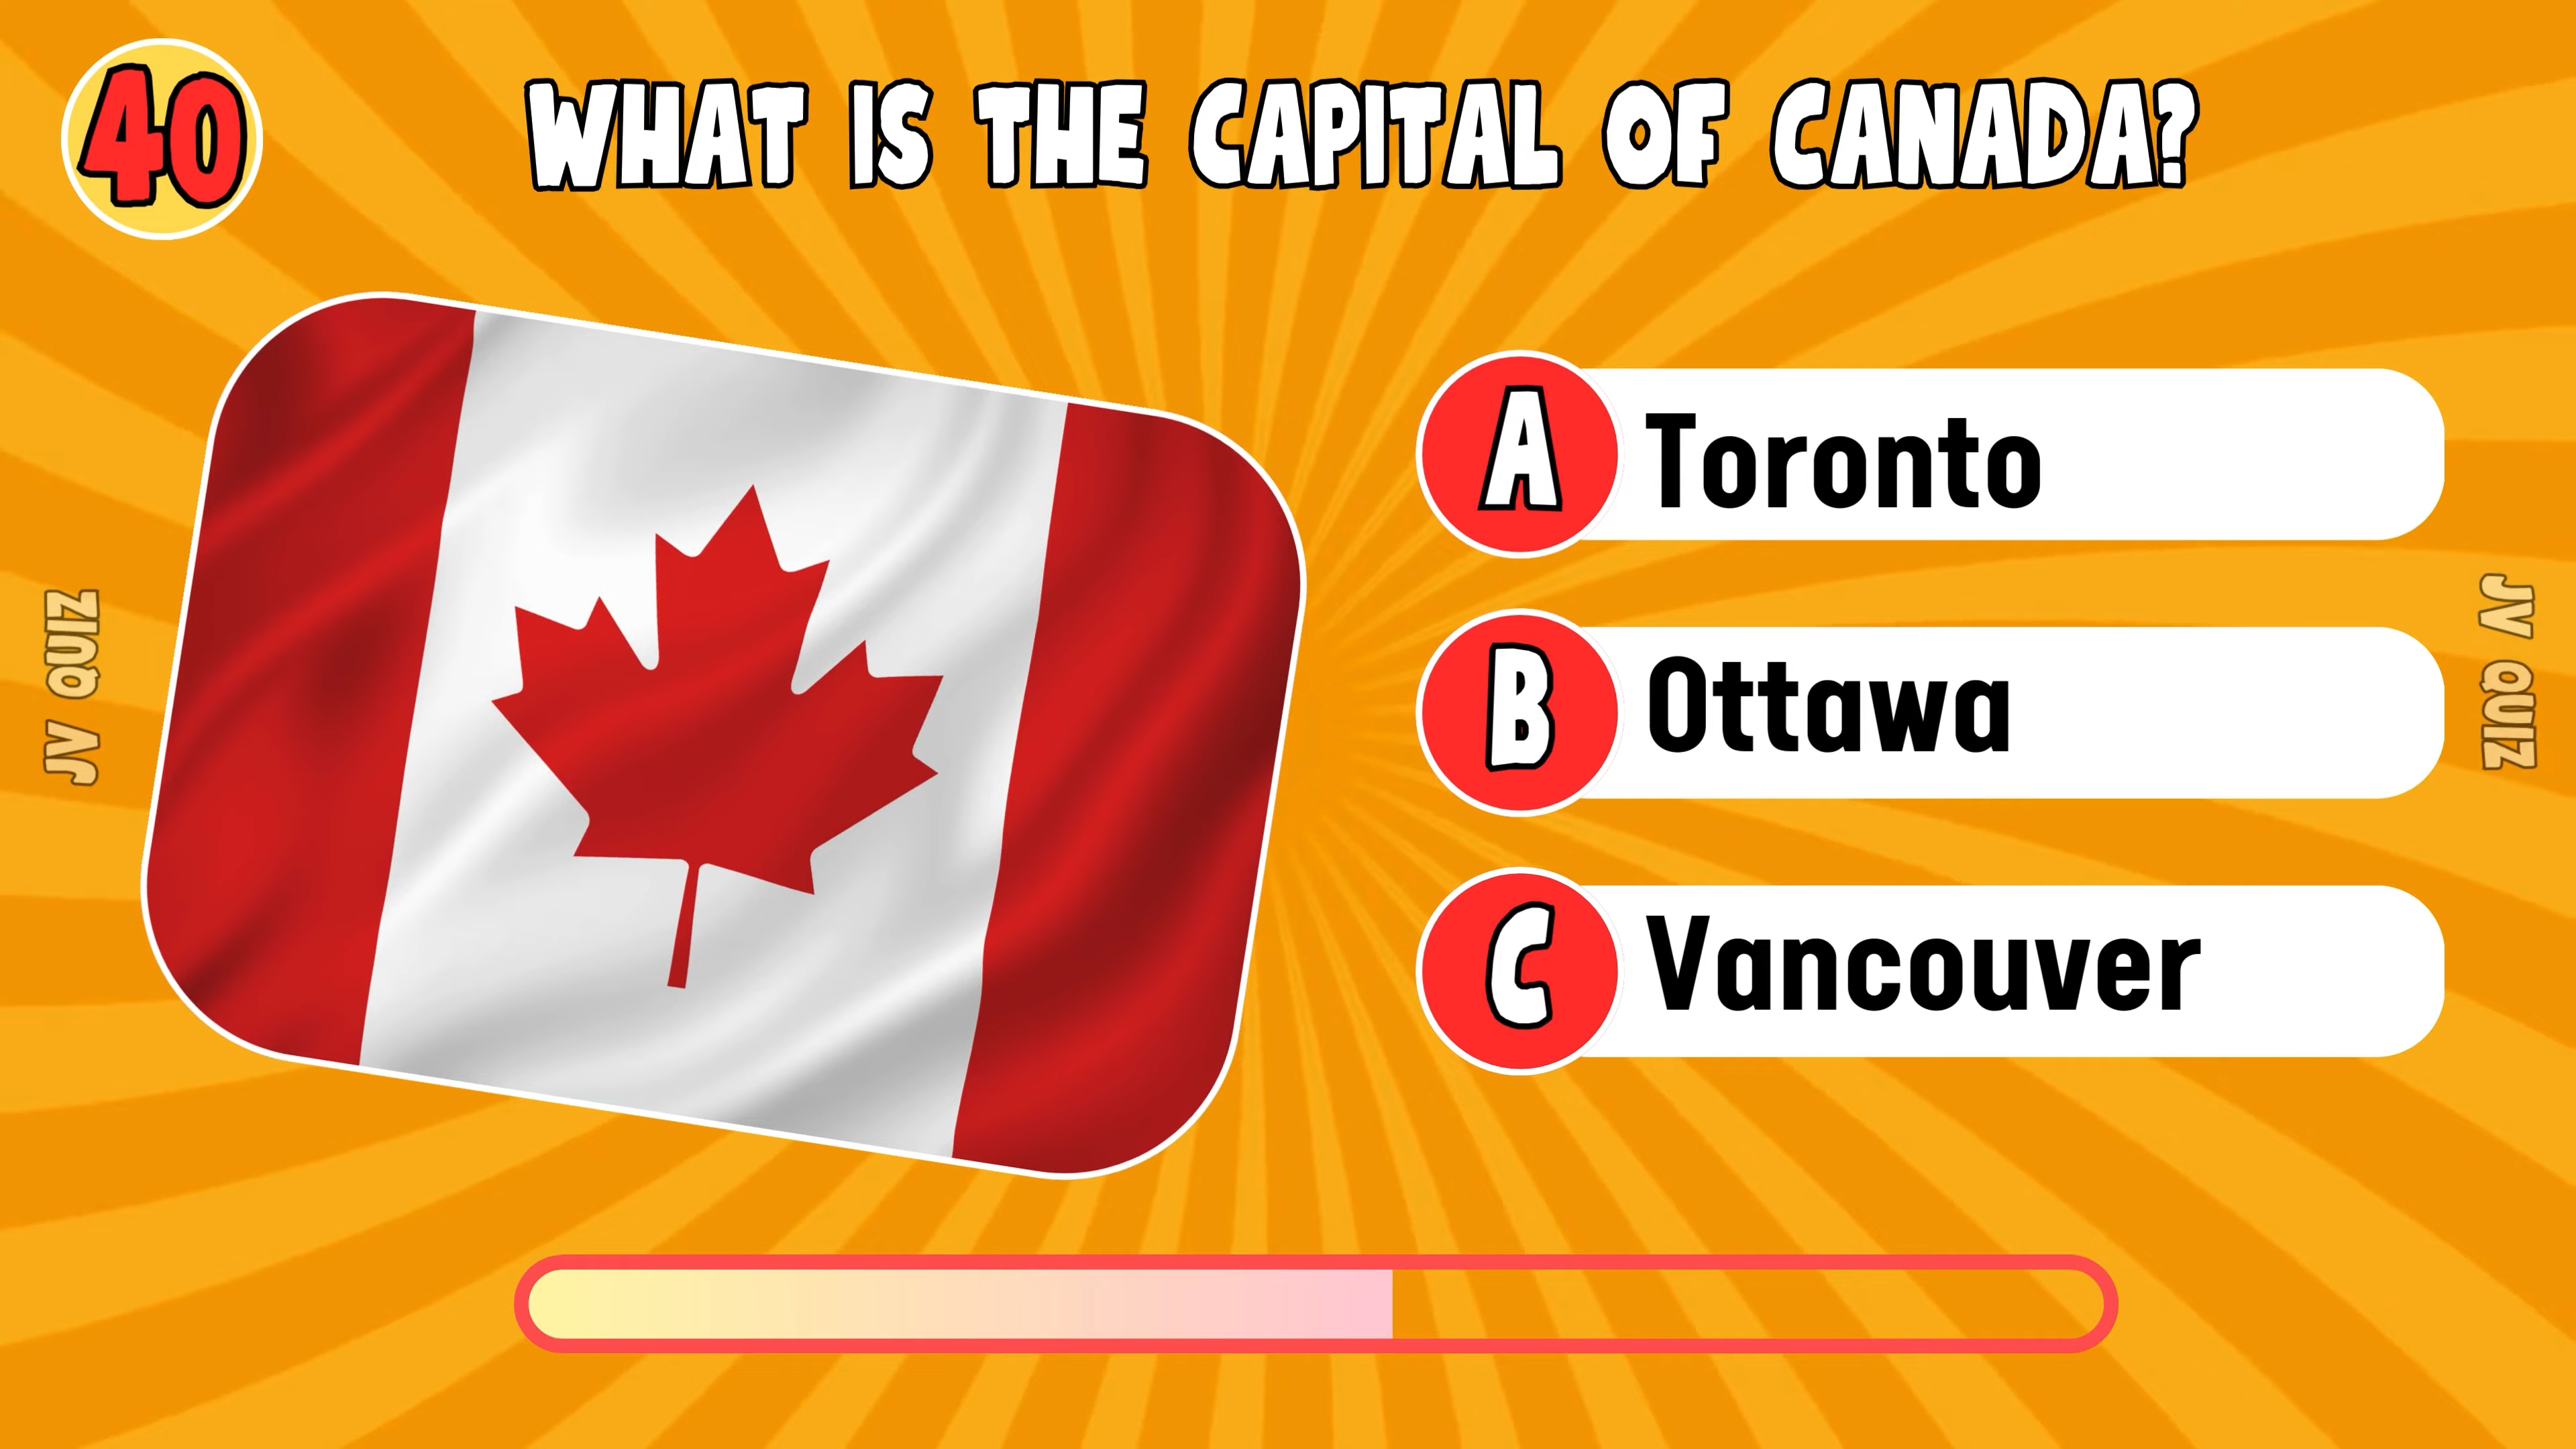 40
WHAT IS THE CAPITAL OF CANADA?
A Toronto
B Ottawa
C Vancouver
JV QUIZ
JV QUIZ